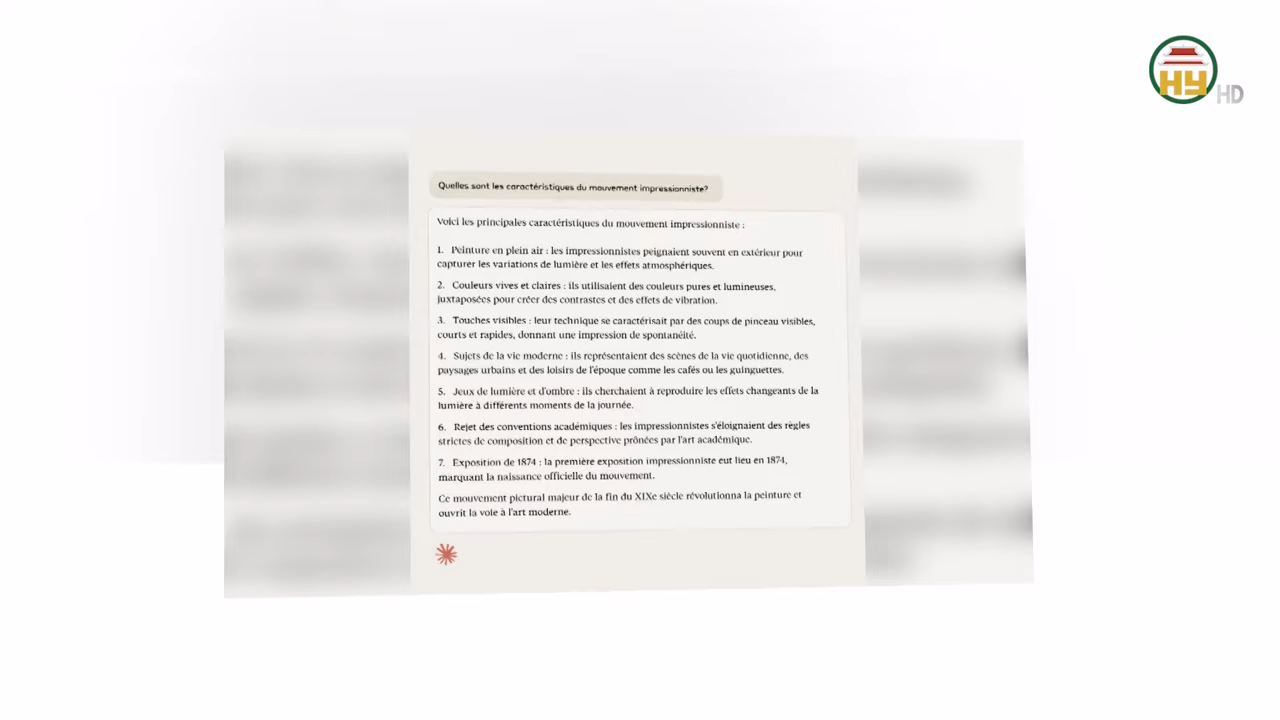 HY
HD
Quelles sont les caractéristiques du mouvement impressionniste?
Voici les principales caractéristiques du mouvement impressionniste :
1. Peinture en plein air : les impressionnistes peignaient souvent en extérieur pour
capturer les variations de lumière et les effets atmosphériques.
2. Couleurs vives et claires : ils utilisaient des couleurs pures et lumineuses,
juxtaposées pour créer des contrastes et des effets de vibration.
3. Touches visibles : leur technique se caractérisait par des coups de pinceau visibles,
courts et rapides, donnant une impression de spontanéité.
4. Sujets de la vie moderne : ils représentaient des scènes de la vie quotidienne, des
paysages urbains et des loisirs de l'époque comme les cafés ou les guinguettes.
5. Jeux de lumière et d'ombre : ils cherchaient à reproduire les effets changeants de la
lumière à différents moments de la journée.
6. Rejet des conventions académiques : les impressionnistes s'éloignaient des règles
strictes de composition et de perspective prônées par l'art académique.
7. Exposition de 1874 : la première exposition impressionniste eut lieu en 1874,
marquant la naissance officielle du mouvement.
Ce mouvement pictural majeur de la fin du XIXe siècle révolutionna la peinture et
ouvrit la voie à l'art moderne.